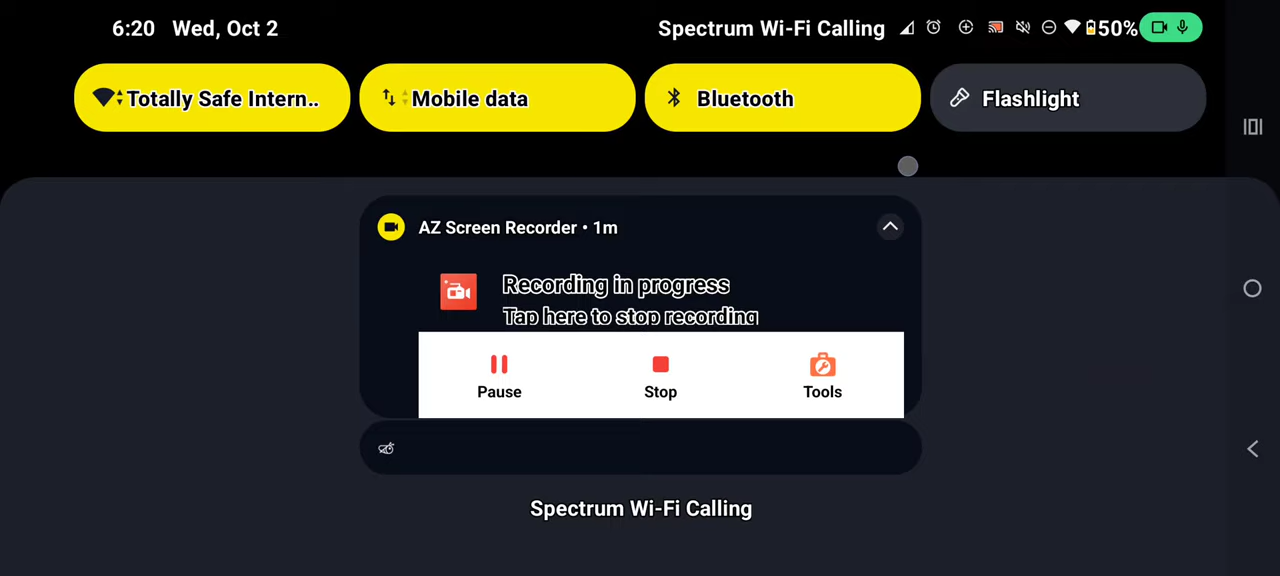 6:20 Wed, Oct 2 Spectrum Wi-Fi Calling 50%
Totally Safe Intern.. Mobile data Bluetooth Flashlight
AZ Screen Recorder • 1m
Recording in progress
Tap here to stop recording
Pause Stop Tools
Spectrum Wi-Fi Calling